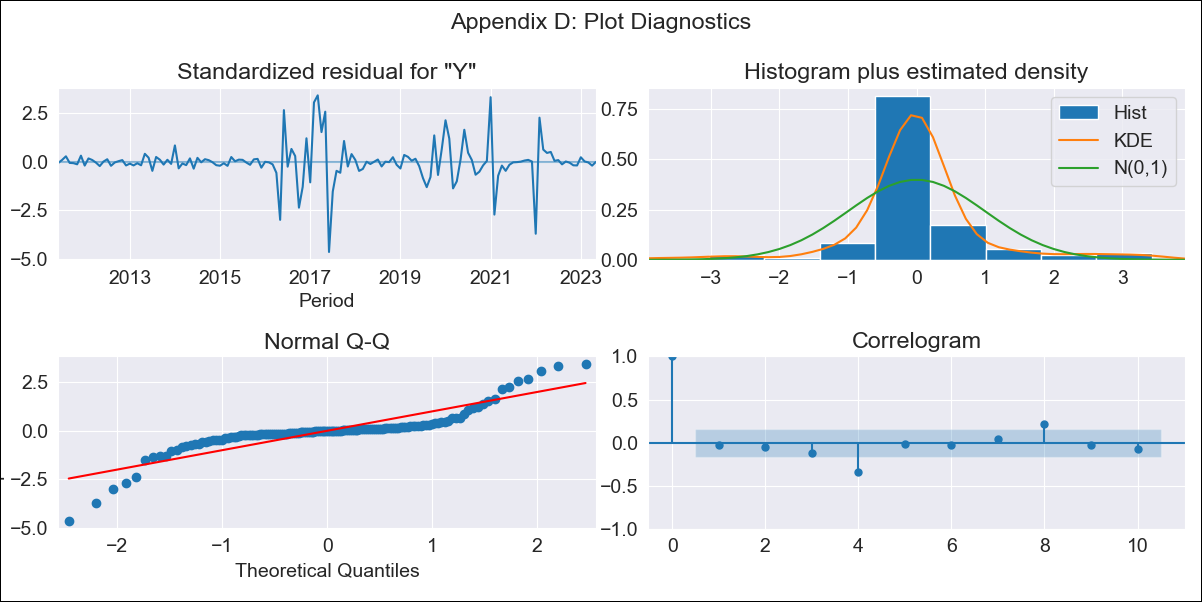 Appendix D: Plot Diagnostics
Standardized residual for "Y"
2.5
0.0
−2.5
−5.0
2013 2015 2017 2019 2021 2023
Period
Histogram plus estimated density
0.75
0.50
0.25
0.00
Hist
KDE
N(0,1)
−3 −2 −1 0 1 2 3
Normal Q-Q
2.5
0.0
−2.5
−5.0
−2 −1 0 1 2
Theoretical Quantiles
Correlogram
1.0
0.5
0.0
−0.5
−1.0
0 2 4 6 8 10